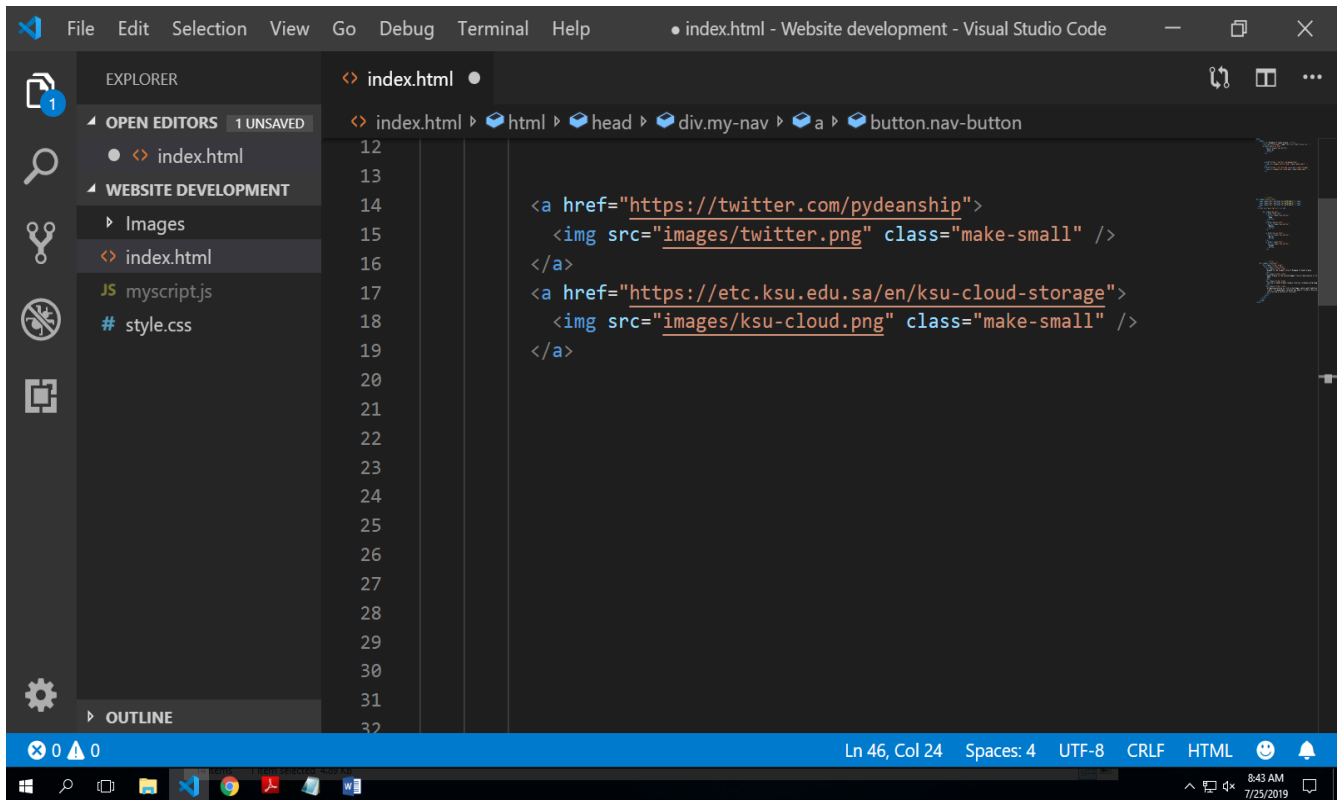 File Edit Selection View Go Debug Terminal Help ● index.html - Website development - Visual Studio Code
EXPLORER
index.html ●
1
OPEN EDITORS 1 UNSAVED
index.html html head div.my-nav a button.nav-button
● index.html
WEBSITE DEVELOPMENT
Images
index.html
JS myscript.js
# style.css
OUTLINE
12
13
14 <a href="https://twitter.com/pydeanship">
15 <img src="images/twitter.png" class="make-small" />
16 </a>
17 <a href="https://etc.ksu.edu.sa/en/ksu-cloud-storage">
18 <img src="images/ksu-cloud.png" class="make-small" />
19 </a>
20
21
22
23
24
25
26
27
28
29
30
31
32
0 0 Ln 46, Col 24 Spaces: 4 UTF-8 CRLF HTML
8:43 AM
7/25/2019